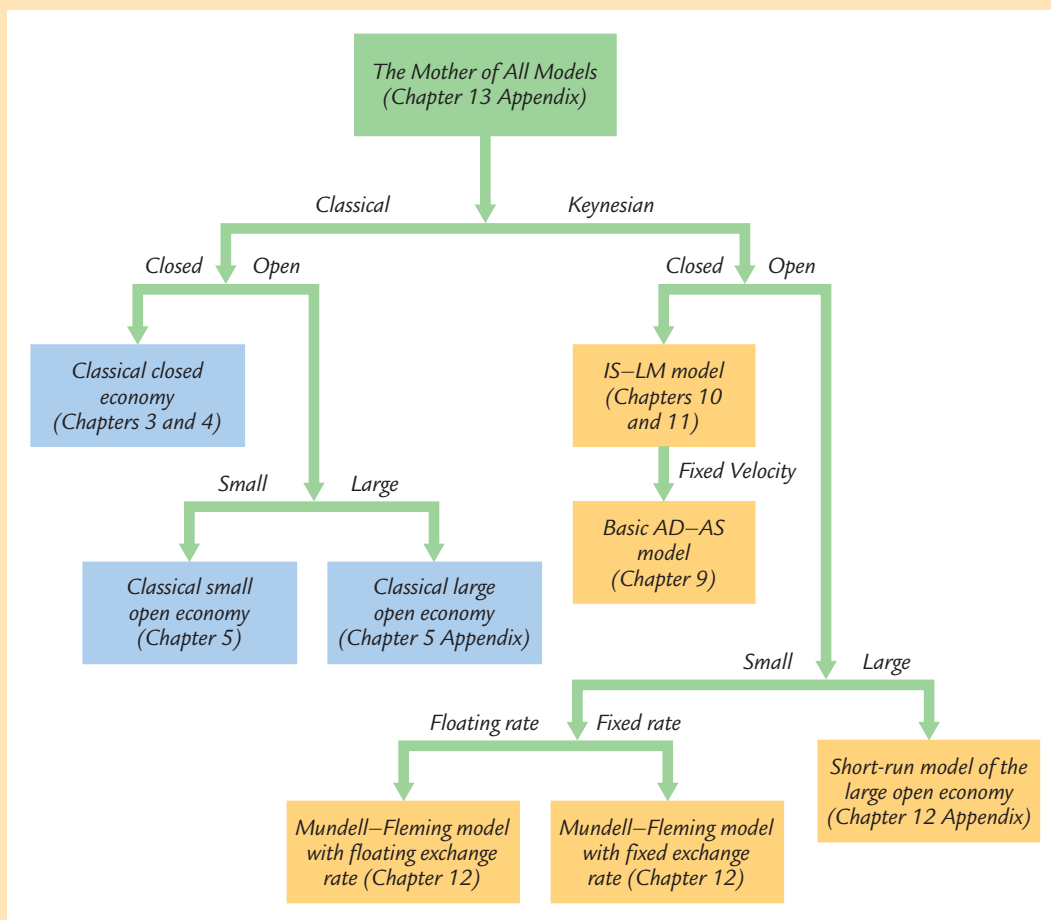 The Mother of All Models
(Chapter 13 Appendix)
Classical
Keynesian
Closed
Open
Closed
Open
Classical closed
economy
(Chapters 3 and 4)
IS–LM model
(Chapters 10
and 11)
Fixed Velocity
Small
Large
Basic AD–AS
model
(Chapter 9)
Classical small
open economy
(Chapter 5)
Classical large
open economy
(Chapter 5 Appendix)
Small
Large
Floating rate
Fixed rate
Short-run model of the
large open economy
(Chapter 12 Appendix)
Mundell–Fleming model
with floating exchange
rate (Chapter 12)
Mundell–Fleming model
with fixed exchange
rate (Chapter 12)